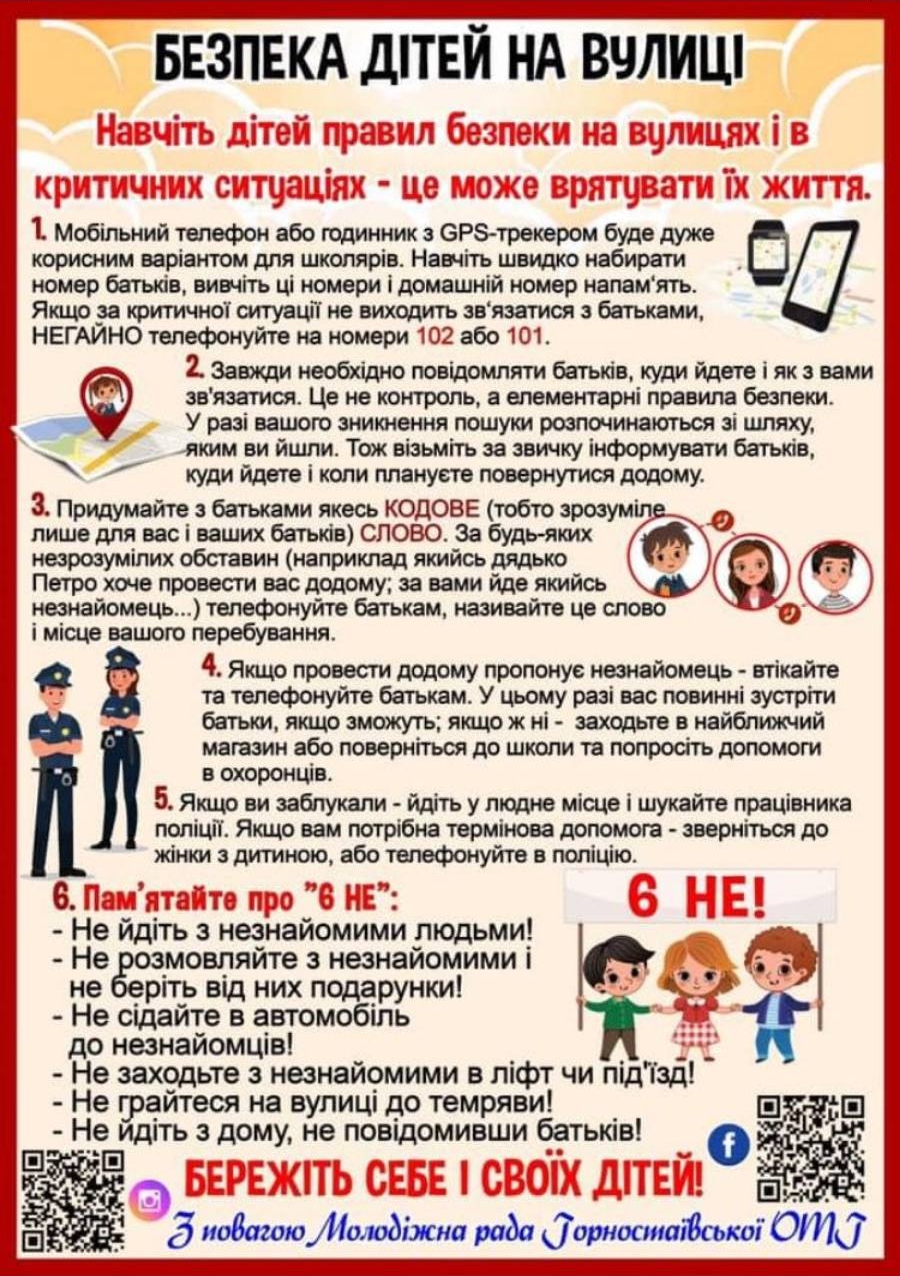 БЕЗПЕКА ДІТЕЙ НА ВУЛИЦІ
Навчіть дітей правил безпеки на вулицях і в
критичних ситуаціях - це може врятувати їх життя.
1. Мобільний телефон або годинник з GPS-трекером буде дуже
корисним варіантом для школярів. Навчіть швидко набирати
номер батьків, вивчіть ці номери і домашній номер напам'ять.
Якщо за критичної ситуації не виходить зв'язатися з батьками,
НЕГАЙНО телефонуйте на номери 102 або 101.
2. Завжди необхідно повідомляти батьків, куди йдете і як з вами
зв'язатися. Це не контроль, а елементарні правила безпеки.
У разі вашого зникнення пошуки розпочинаються зі шляху,
яким ви йшли. Тож візьміть за звичку інформувати батьків,
куди йдете і коли плануєте повернутися додому.
3. Придумайте з батьками якесь КОДОВЕ (тобто зрозуміле
лише для вас і ваших батьків) СЛОВО. За будь-яких
незрозумілих обставин (наприклад якийсь дядько
Петро хоче провести вас додому; за вами йде якийсь
незнайомець...) телефонуйте батькам, називайте це слово
і місце вашого перебування.
4. Якщо провести додому пропонує незнайомець - втікайте
та телефонуйте батькам. У цьому разі вас повинні зустріти
батьки, якщо зможуть; якщо ж ні - заходьте в найближчий
магазин або поверніться до школи та попросіть допомоги
в охоронців.
5. Якщо ви заблукали - йдіть у людне місце і шукайте працівника
поліції. Якщо вам потрібна термінова допомога - зверніться до
жінки з дитиною, або телефонуйте в поліцію.
6. Пам'ятайте про "6 НЕ":
6 НЕ!
- Не йдіть з незнайомими людьми!
- Не розмовляйте з незнайомими і
не беріть від них подарунки!
- Не сідайте в автомобіль
до незнайомців!
- Не заходьте з незнайомими в ліфт чи під'їзд!
- Не грайтеся на вулиці до темряви!
- Не йдіть з дому, не повідомивши батьків!
БЕРЕЖІТЬ СЕБЕ І СВОЇХ ДІТЕЙ!
З повагою Молодіжна рада Горностаївської ОТГ